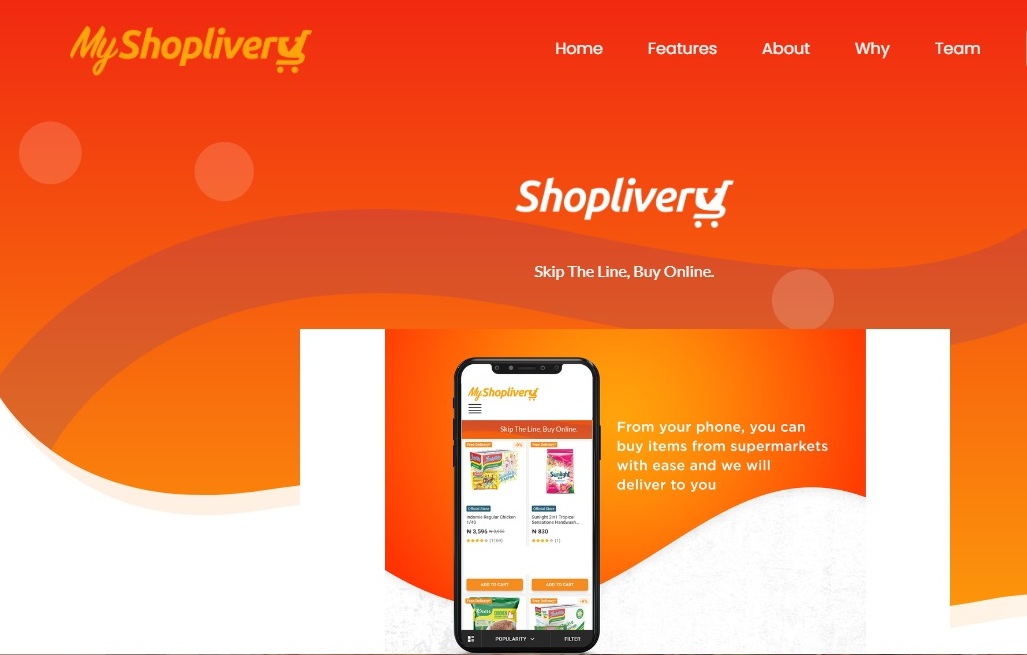 MyShoplivery
Home Features About Why Team
Shoplivery
Skip The Line, Buy Online.
MyShoplivery
Skip The Line, Buy Online.
From your phone, you can
buy items from supermarkets
with ease and we will
deliver to you
Free Delivery* Free Delivery*
Official Store Official Store
Indomie Regular Chicken Sunlight 2in1 Tropical
1/40 Sensations Handwash...
₦ 3,596 ₦ 830
ADD TO CART ADD TO CART
Free Delivery* Free Delivery*
Knorr
POPULARITY FILTER